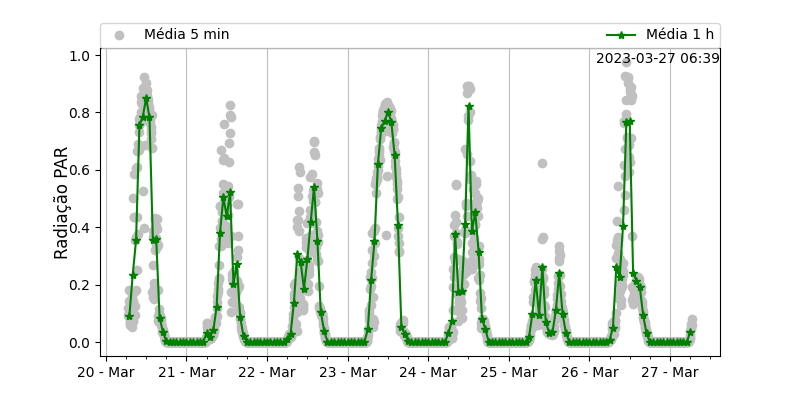 Média 5 min
Média 1 h
2023-03-27 06:39
Radiação PAR
1.0
0.8
0.6
0.4
0.2
0.0
20 - Mar
21 - Mar
22 - Mar
23 - Mar
24 - Mar
25 - Mar
26 - Mar
27 - Mar